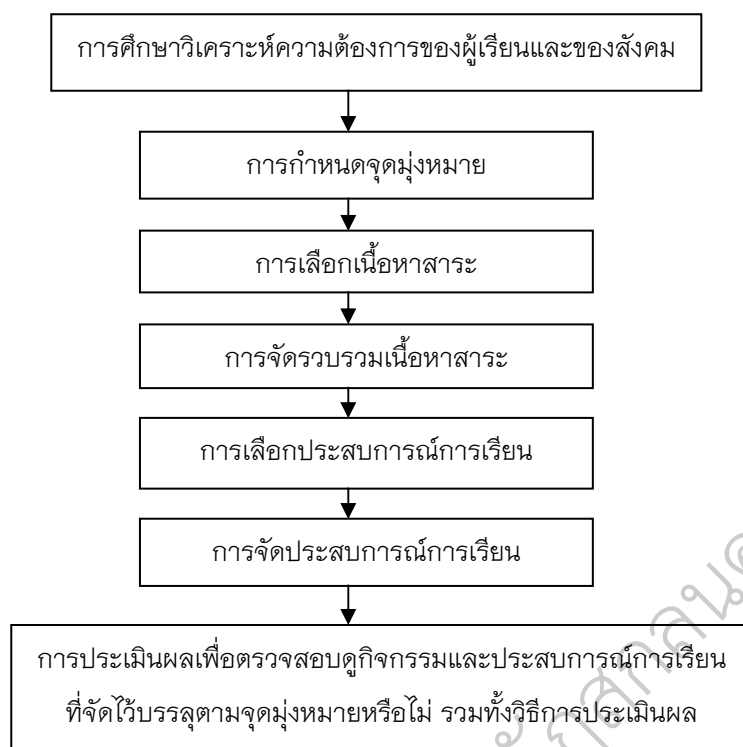 การศึกษาวิเคราะห์ความต้องการของผู้เรียนและของสังคม
การกำหนดจุดมุ่งหมาย
การเลือกเนื้อหาสาระ
การจัดรวบรวมเนื้อหาสาระ
การเลือกประสบการณ์การเรียน
การจัดประสบการณ์การเรียน
การประเมินผลเพื่อตรวจสอบดูกิจกรรมและประสบการณ์การเรียน
ที่จัดไว้บรรลุตามจุดมุ่งหมายหรือไม่ รวมทั้งวิธีการประเมินผล